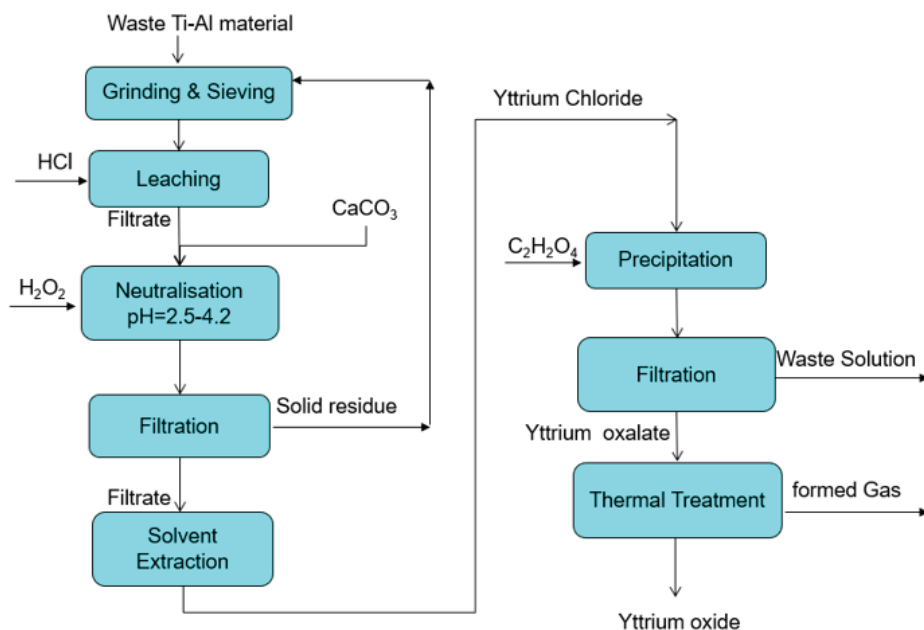 Waste Ti-Al material
Grinding & Sieving
HCl
Leaching
Filtrate
CaCO₃
H₂O₂
Neutralisation
pH=2.5-4.2
Filtration
Solid residue
Filtrate
Solvent
Extraction
Yttrium Chloride
C₂H₂O₄
Precipitation
Filtration
Waste Solution
Yttrium oxalate
Thermal Treatment
formed Gas
Yttrium oxide